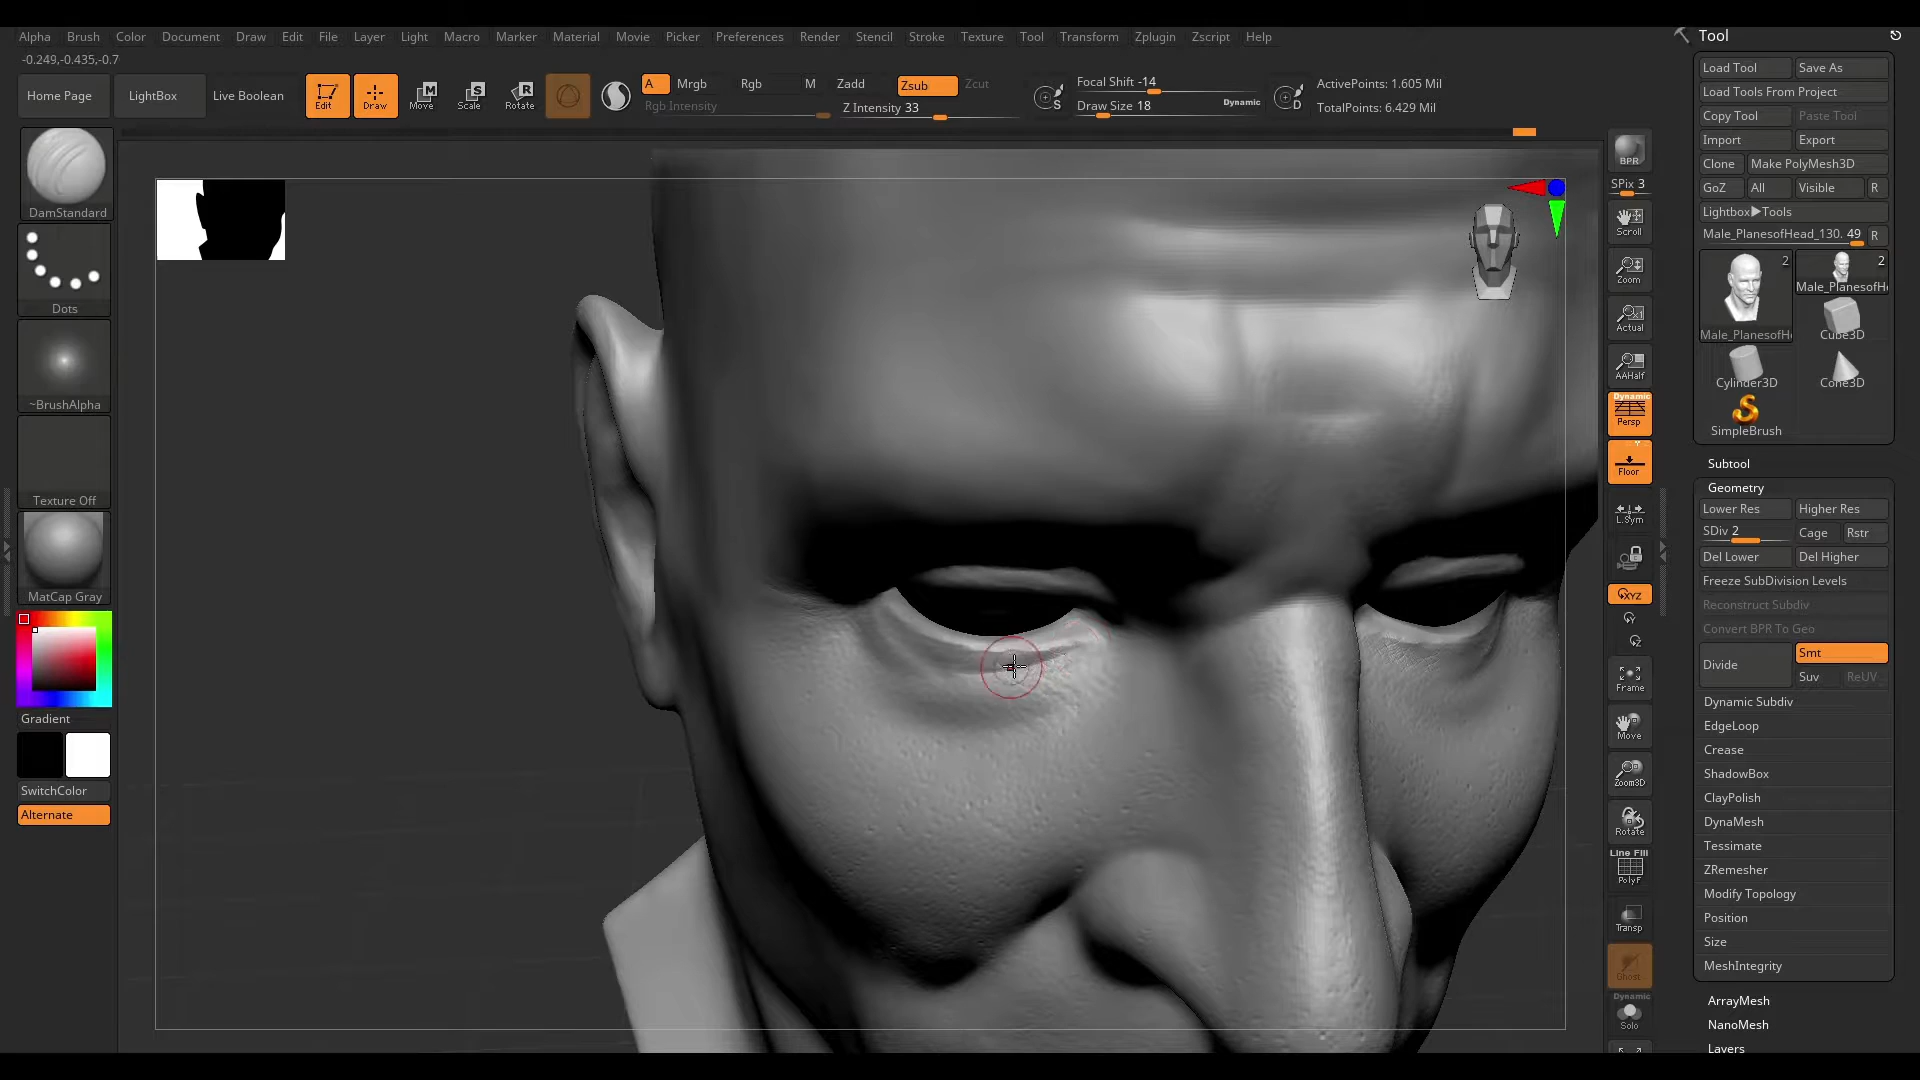 Alpha Brush Color Document Draw Edit File Layer Light Macro Marker Material Movie Picker Preferences Render Stencil Stroke Texture Tool Transform Zplugin Zscript Help
-0.249,-0.435,-0.7
Home Page
LightBox
Live Boolean
Edit
Draw
Move
Scale
Rotate
A Mrgb Rgb M Zadd Zsub Zcut
Rgb Intensity
Z Intensity 33
S
Focal Shift -14
Draw Size 18
Dynamic
D
ActivePoints: 1.605 Mil
TotalPoints: 6.429 Mil
DamStandard
Dots
~BrushAlpha
Texture Off
MatCap Gray
Gradient
SwitchColor
Alternate
BPR
SPix 3
Scroll
Zoom
Actual
AAHalf
Dynamic
Persp
Floor
L.Sym
XYZ
Y
Z
Frame
Move
Zoom3D
Rotate
Line Fill
PolyF
Transp
Ghost
Dynamic
Solo
Tool
Load Tool Save As
Load Tools From Project
Copy Tool Paste Tool
Import Export
Clone Make PolyMesh3D
GoZ All Visible R
Lightbox▶Tools
Male_PlanesofHead_130. 49 R
2 2
Male_PlanesofHe
Male_PlanesofHe Cube3D
Cylinder3D Cone3D
SimpleBrush
Subtool
Geometry
Lower Res Higher Res
SDiv 2 Cage Rstr
Del Lower Del Higher
Freeze SubDivision Levels
Reconstruct Subdiv
Convert BPR To Geo
Divide Smt
Suv ReUV
Dynamic Subdiv
EdgeLoop
Crease
ShadowBox
ClayPolish
DynaMesh
Tessimate
ZRemesher
Modify Topology
Position
Size
MeshIntegrity
ArrayMesh
NanoMesh
Layers